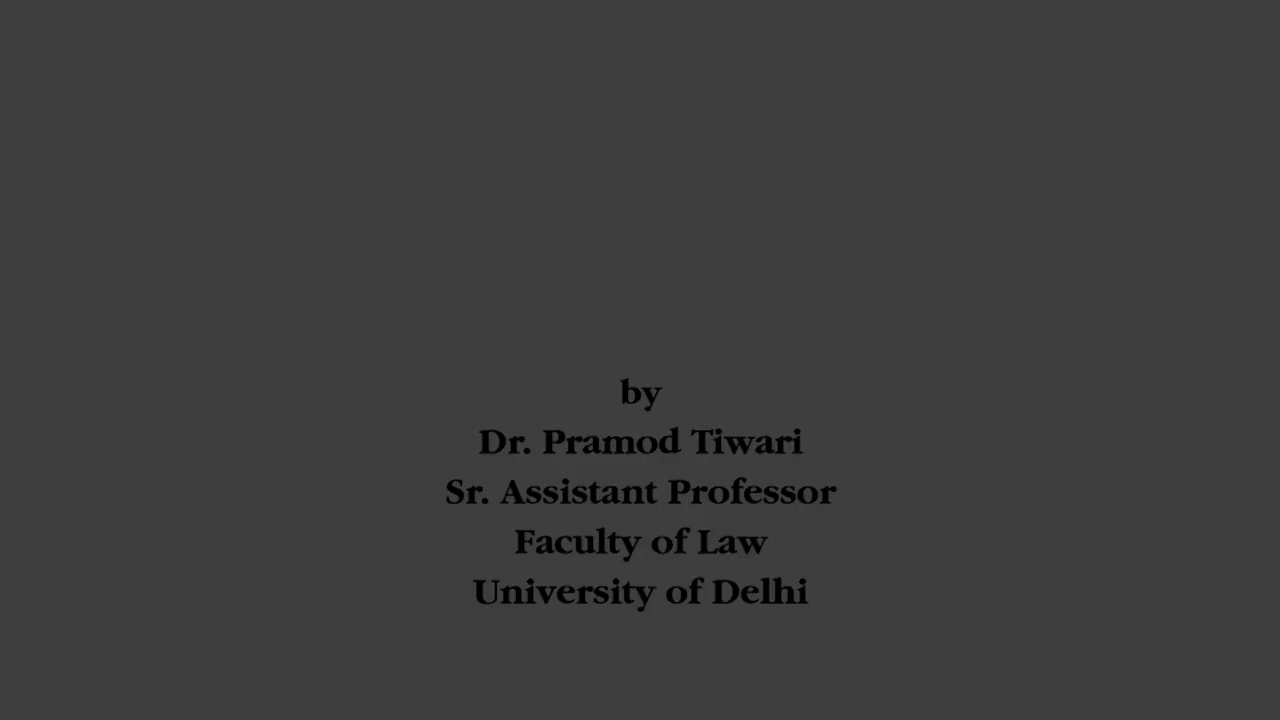 by
Dr. Pramod Tiwari
Sr. Assistant Professor
Faculty of Law
University of Delhi